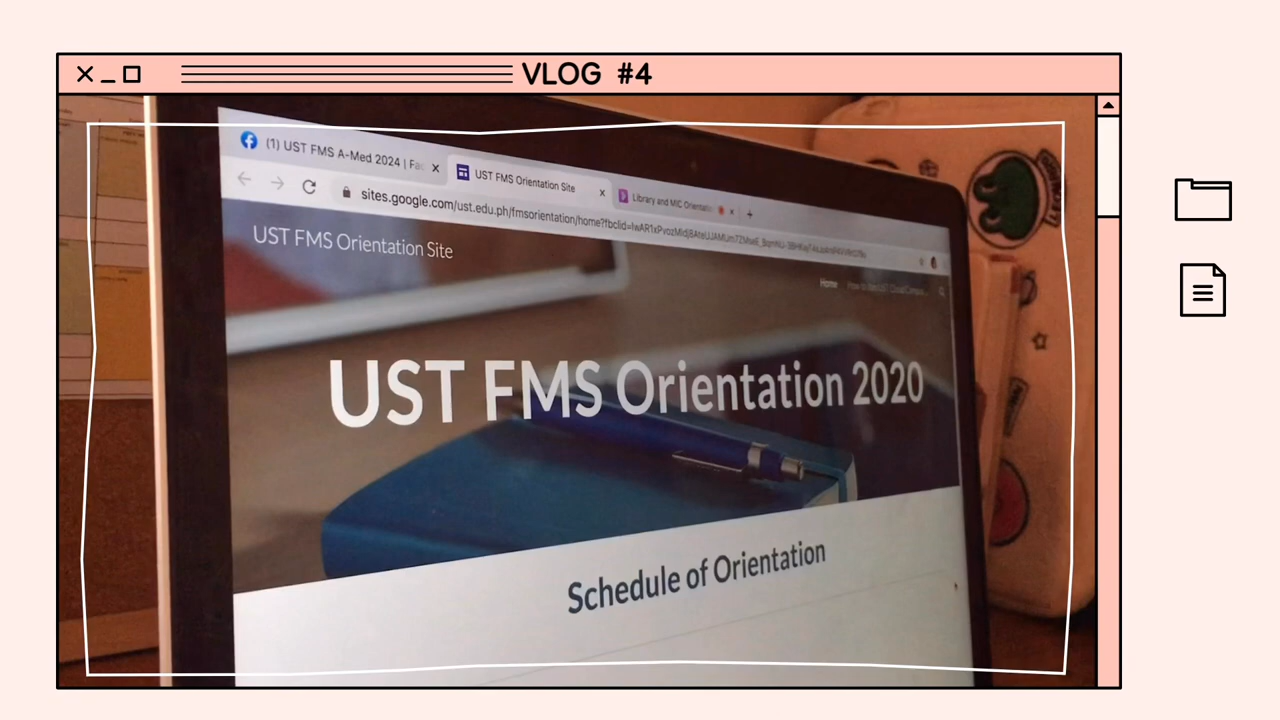 VLOG #4
(1) UST FMS A-Med 2024 | Fac
UST FMS Orientation Site
Library and MIC Orientatio
sites.google.com/ust.edu.ph/fmsorientation/home?fbclid=
UST FMS Orientation Site
Home
UST FMS Orientation 2020
Schedule of Orientation